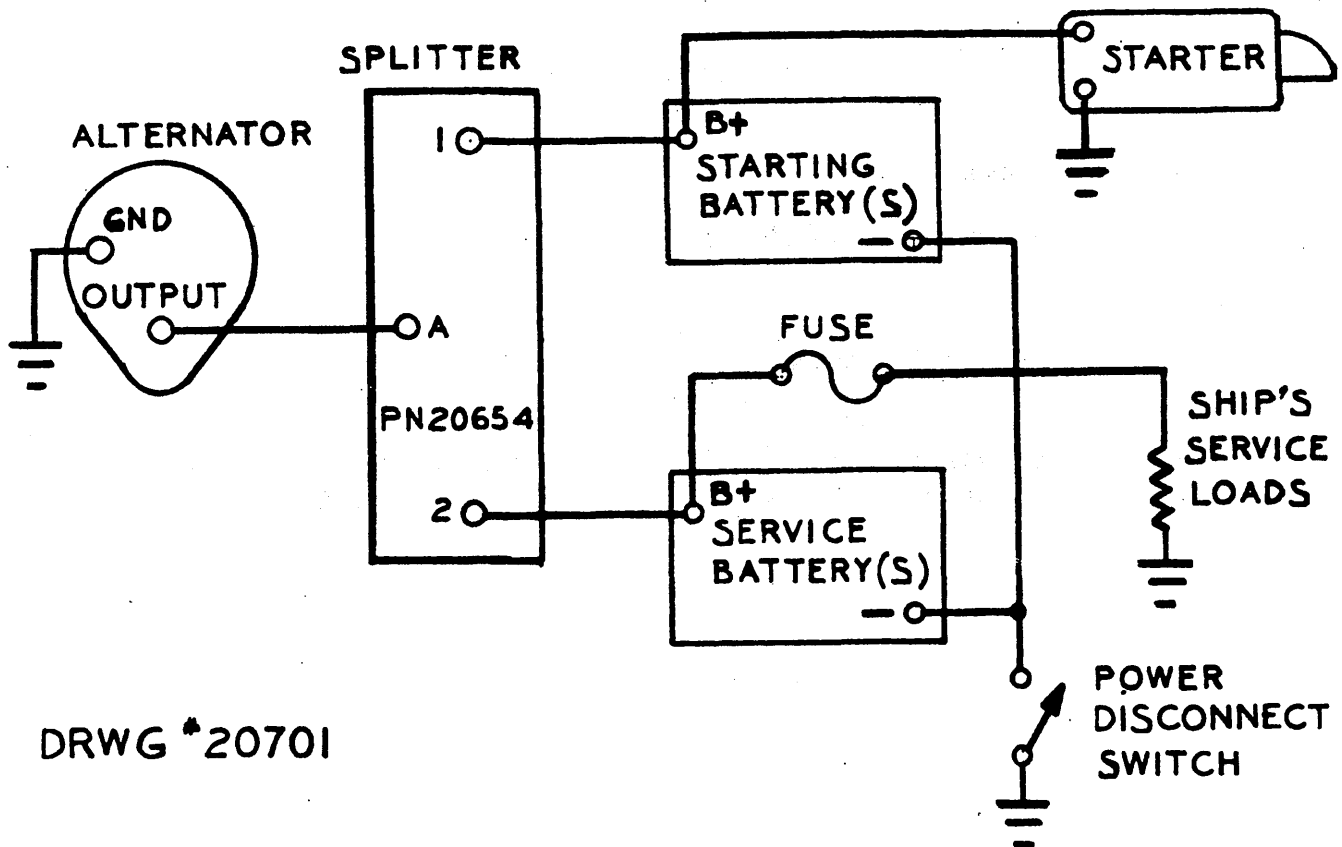 SPLITTER
ALTERNATOR
GND
OUTPUT
1
A
PN20654
2
B+
STARTING
BATTERY(S)
−
STARTER
FUSE
B+
SERVICE
BATTERY(S)
−
SHIP'S
SERVICE
LOADS
POWER
DISCONNECT
SWITCH
DRWG #20701